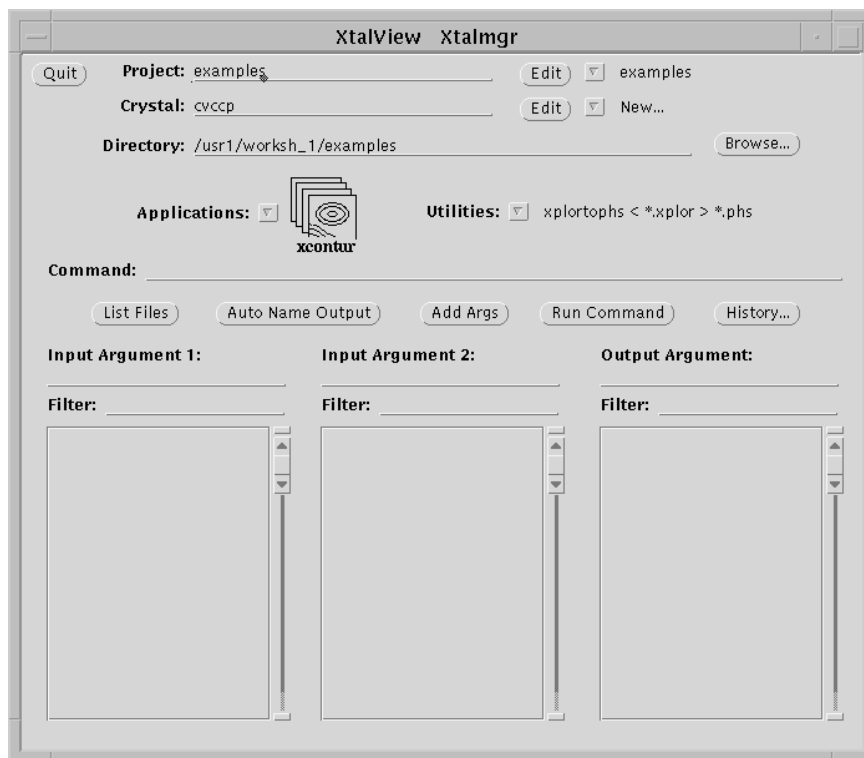 XtalView Xtalmgr
Quit Project: examples Edit examples
Crystal: cvccp Edit New...
Directory: /usr1/worksh_1/examples Browse...
Applications: xcontur Utilities: xplortophs < *.xplor > *.phs
Command:
List Files Auto Name Output Add Args Run Command History...
Input Argument 1: Input Argument 2: Output Argument:
Filter: Filter: Filter: